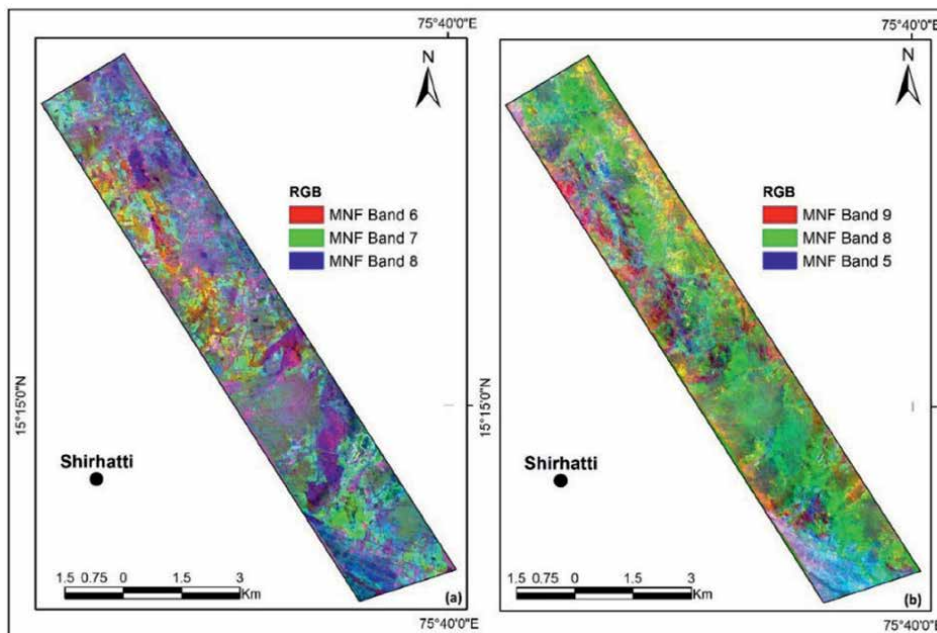 75°40'0"E
75°40'0"E
N
N
RGB
MNF Band 6
MNF Band 7
MNF Band 8
RGB
MNF Band 9
MNF Band 8
MNF Band 5
15°15'0"N
15°15'0"N
Shirhatti
Shirhatti
1.5 0.75 0 1.5 3
Km
(a)
1.5 0.75 0 1.5 3
Km
(b)
75°40'0"E
75°40'0"E